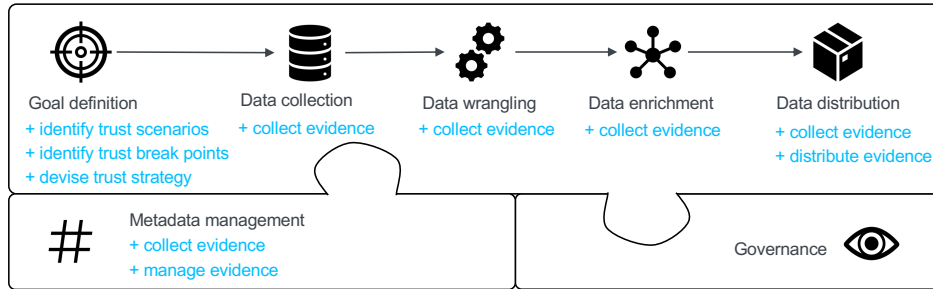 Goal definition
+ identify trust scenarios
+ identify trust break points
+ devise trust strategy
Data collection
+ collect evidence
Data wrangling
+ collect evidence
Data enrichment
+ collect evidence
Data distribution
+ collect evidence
+ distribute evidence
Metadata management
+ collect evidence
+ manage evidence
Governance